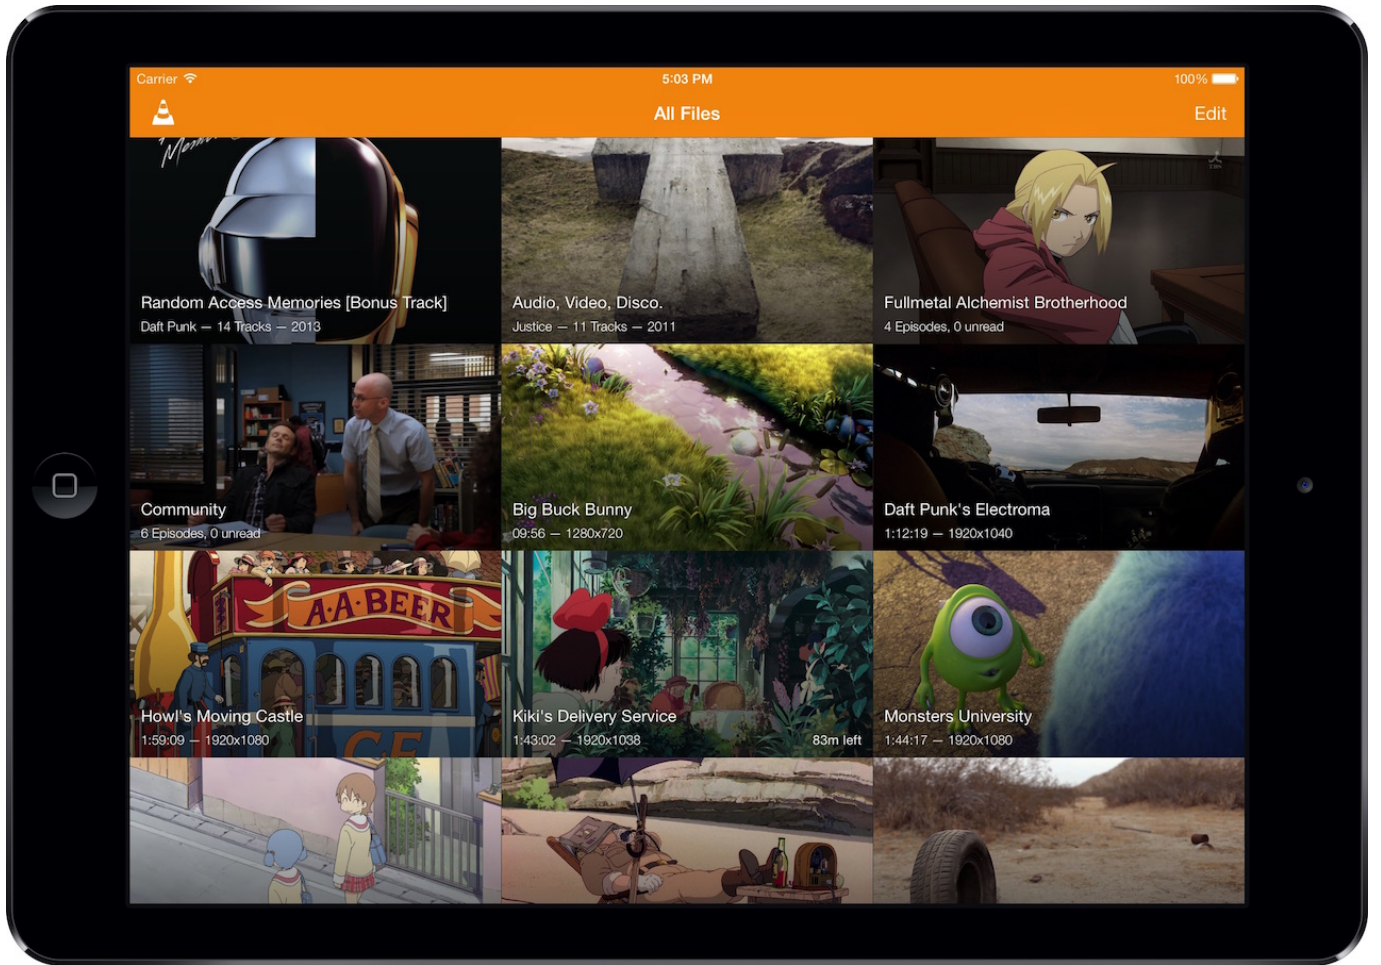 Carrier
5:03 PM
100%
All Files
Edit
Random Access Memories [Bonus Track]
Daft Punk — 14 Tracks — 2013
Audio, Video, Disco.
Justice — 11 Tracks — 2011
Fullmetal Alchemist Brotherhood
4 Episodes, 0 unread
Community
6 Episodes, 0 unread
Big Buck Bunny
09:56 — 1280x720
Daft Punk's Electroma
1:12:19 — 1920x1040
A·A·BEER
Howl's Moving Castle
1:59:09 — 1920x1080
Kiki's Delivery Service
1:43:02 — 1920x1038
83m left
Monsters University
1:44:17 — 1920x1080